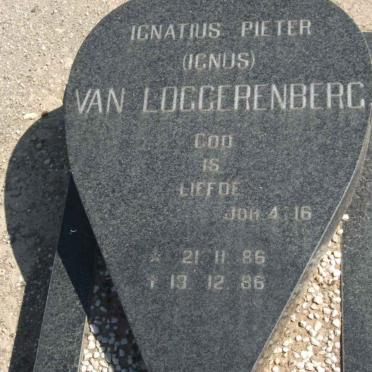 IGNATIUS PIETER
(IGNUS)
VAN LOGGERENBERG
GOD
IS
LIEFDE
JOH 4:16
* 21.11.86
† 13.12.86